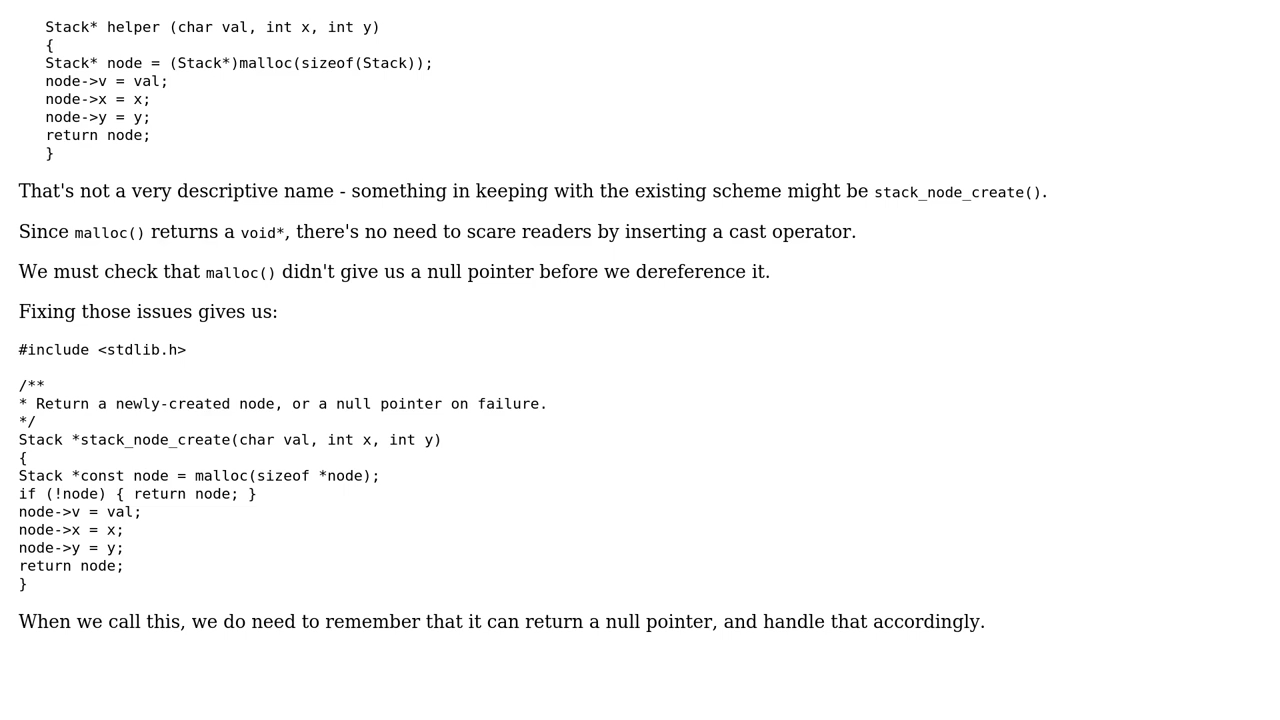 Stack* helper (char val, int x, int y)
{
Stack* node = (Stack*)malloc(sizeof(Stack));
node->v = val;
node->x = x;
node->y = y;
return node;
}
That's not a very descriptive name - something in keeping with the existing scheme might be stack_node_create().
Since malloc() returns a void*, there's no need to scare readers by inserting a cast operator.
We must check that malloc() didn't give us a null pointer before we dereference it.
Fixing those issues gives us:
#include <stdlib.h>
/**
* Return a newly-created node, or a null pointer on failure.
*/
Stack *stack_node_create(char val, int x, int y)
{
Stack *const node = malloc(sizeof *node);
if (!node) { return node; }
node->v = val;
node->x = x;
node->y = y;
return node;
}
When we call this, we do need to remember that it can return a null pointer, and handle that accordingly.